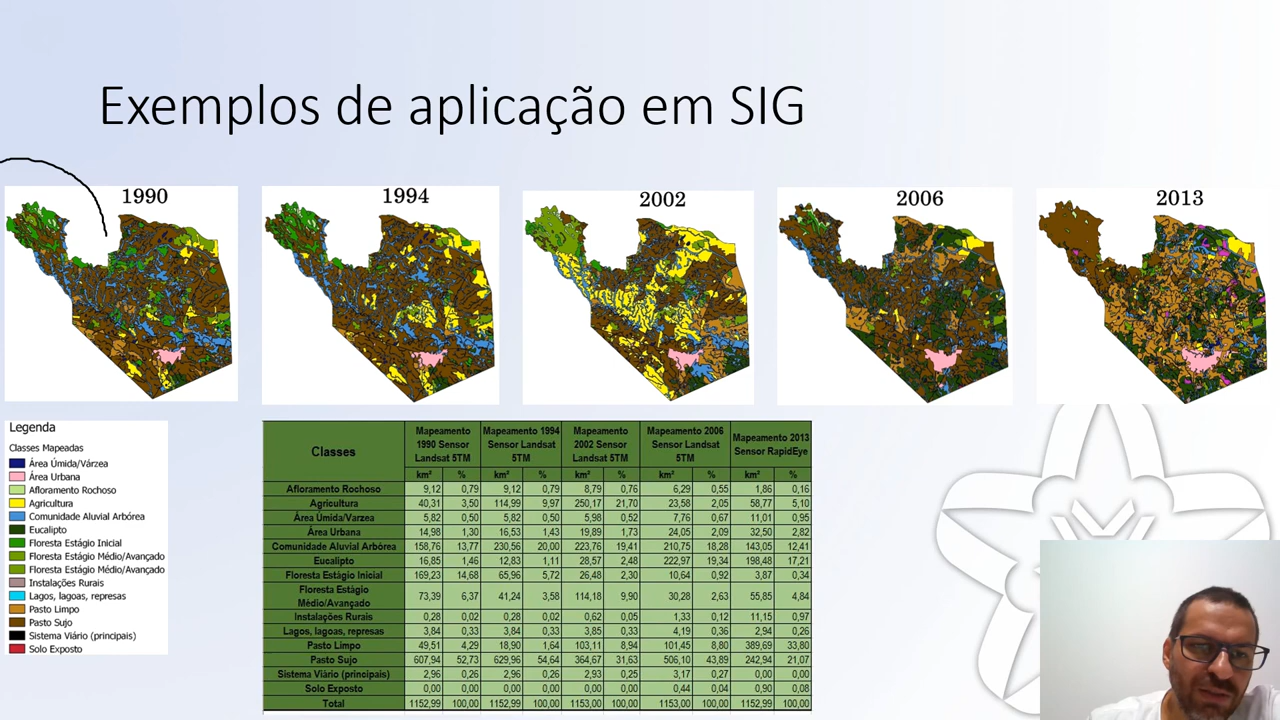 Exemplos de aplicação em SIG
1990
1994
2002
2006
2013
Legenda
Classes Mapeadas
Área Úmida/Várzea
Área Urbana
Afloramento Rochoso
Agricultura
Comunidade Aluvial Arbórea
Eucalipto
Floresta Estágio Inicial
Floresta Estágio Médio/Avançado
Floresta Estágio Médio/Avançado
Instalações Rurais
Lagos, lagoas, represas
Pasto Limpo
Pasto Sujo
Sistema Viário (principais)
Solo Exposto
Classes
Mapeamento
1990 Sensor
Landsat 5TM
Mapeamento 1994
Sensor Landsat
5TM
Mapeamento
2002 Sensor
Landsat 5TM
Mapeamento 2006
Sensor Landsat
5TM
Mapeamento 2013
Sensor RapidEye
km² % km² % km² % km² % km² %
Afloramento Rochoso 9,12 0,79 9,12 0,79 8,79 0,76 6,29 0,55 1,86 0,16
Agricultura 40,31 3,50 114,99 9,97 250,17 21,70 23,58 2,05 58,77 5,10
Área Úmida/Varzea 5,82 0,50 5,82 0,50 5,98 0,52 7,76 0,67 11,01 0,95
Área Urbana 14,98 1,30 16,53 1,43 19,89 1,73 24,05 2,09 32,50 2,82
Comunidade Aluvial Arbórea 158,76 13,77 230,56 20,00 223,76 19,41 210,75 18,28 143,05 12,41
Eucalipto 16,85 1,46 12,83 1,11 28,57 2,48 222,97 19,34 198,48 17,21
Floresta Estágio Inicial 169,23 14,68 65,96 5,72 26,48 2,30 10,64 0,92 3,87 0,34
Floresta Estágio
Médio/Avançado 73,39 6,37 41,24 3,58 114,18 9,90 30,28 2,63 55,85 4,84
Instalações Rurais 0,28 0,02 0,28 0,02 0,62 0,05 1,33 0,12 11,15 0,97
Lagos, lagoas, represas 3,84 0,33 3,84 0,33 3,85 0,33 4,19 0,36 2,94 0,26
Pasto Limpo 49,51 4,29 18,90 1,64 103,11 8,94 101,45 8,80 389,69 33,80
Pasto Sujo 607,94 52,73 629,96 54,64 364,67 31,63 506,10 43,89 242,94 21,07
Sistema Viário (principais) 2,96 0,26 2,96 0,26 2,93 0,25 3,17 0,27 0,00 0,00
Solo Exposto 0,00 0,00 0,00 0,00 0,00 0,00 0,44 0,04 0,90 0,08
Total 1152,99 100,00 1152,99 100,00 1153,00 100,00 1153,00 100,00 1152,99 100,00